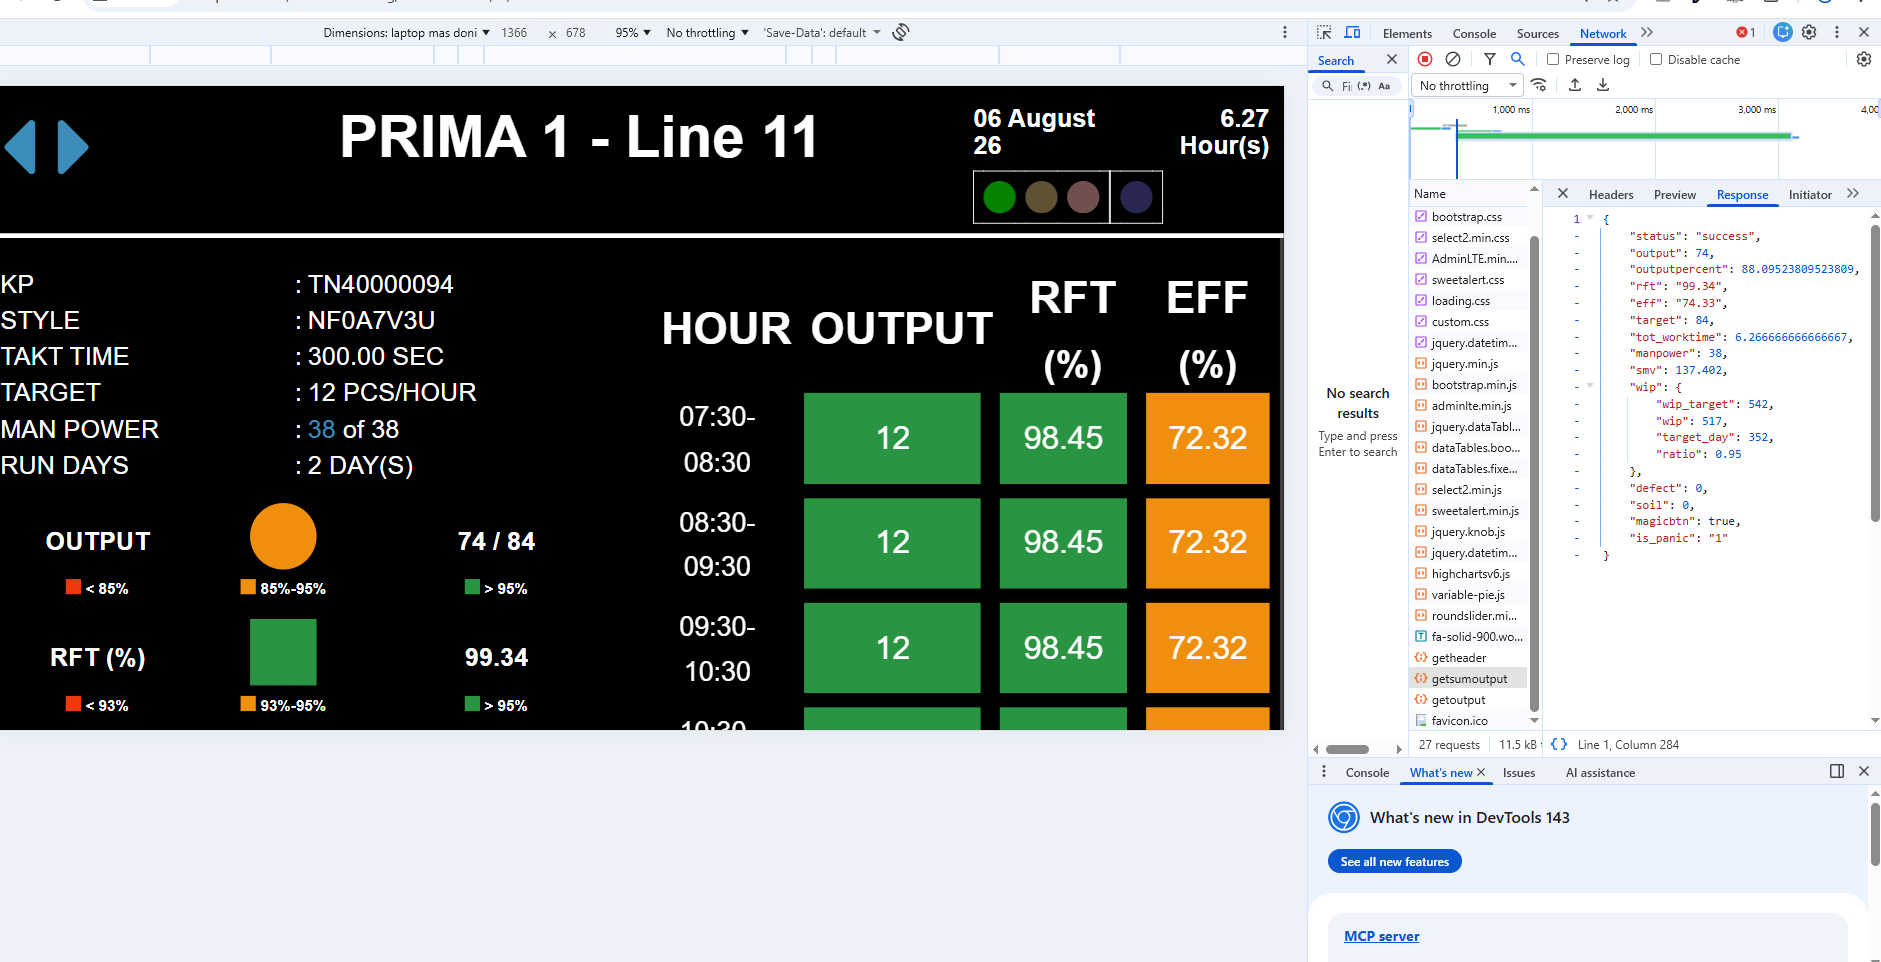 Dimensions: laptop mas doni ▼ 1366 × 678 95% ▼ No throttling ▼ 'Save-Data': default ▼
PRIMA 1 - Line 11
06 August 26
6.27 Hour(s)
KP : TN40000094
STYLE : NF0A7V3U
TAKT TIME : 300.00 SEC
TARGET : 12 PCS/HOUR
MAN POWER : 38 of 38
RUN DAYS : 2 DAY(S)
OUTPUT 74 / 84
< 85% 85%-95% > 95%
RFT (%) 99.34
< 93% 93%-95% > 95%
HOUR OUTPUT RFT (%) EFF (%)
07:30-08:30 12 98.45 72.32
08:30-09:30 12 98.45 72.32
09:30-10:30 12 98.45 72.32
Elements Console Sources Network 1
Search
Aa
No search results
Type and press Enter to search
Preserve log Disable cache
No throttling
1,000 ms 2,000 ms 3,000 ms
Name
bootstrap.css
select2.min.css
AdminLTE.min....
sweetalert.css
loading.css
custom.css
jquery.datetim...
jquery.min.js
bootstrap.min.js
adminlte.min.js
jquery.dataTabl...
dataTables.boo...
dataTables.fixe...
select2.min.js
sweetalert.min.js
jquery.knob.js
jquery.datetim...
highchartsv6.js
variable-pie.js
roundslider.mi...
fa-solid-900.wo...
getheader
getsumoutput
getoutput
favicon.ico
27 requests 11.5 kB
Headers Preview Response Initiator
1 {
"status": "success",
"output": 74,
"outputpercent": 88.09523809523809,
"rft": "99.34",
"eff": "74.33",
"target": 84,
"tot_worktime": 6.266666666666667,
"manpower": 38,
"smv": 137.402,
"wip": {
"wip_target": 542,
"wip": 517,
"target_day": 352,
"ratio": 0.95
},
"defect": 0,
"soil": 0,
"magicbtn": true,
"is_panic": "1"
}
{} Line 1, Column 284
Console What's new Issues AI assistance
What's new in DevTools 143
See all new features
MCP server